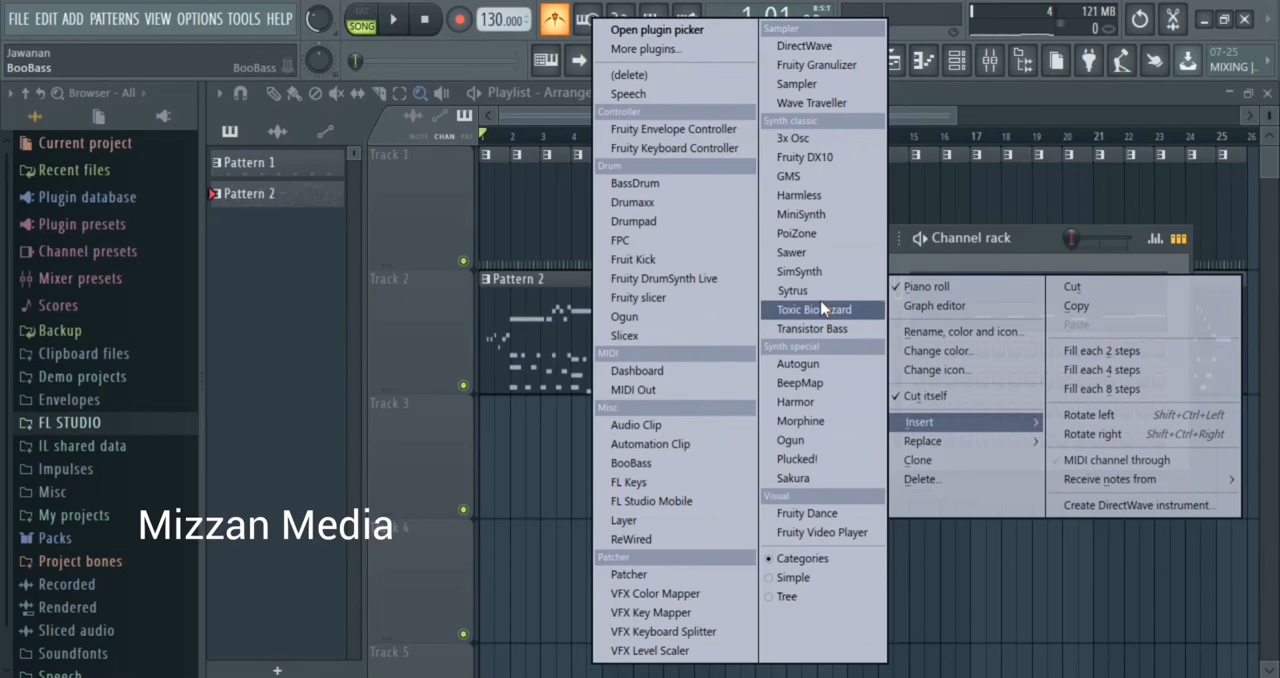 FILE EDIT ADD PATTERNS VIEW OPTIONS TOOLS HELP
SONG
130.000
4
121 MB
0
Jawanan
BooBass
BooBass
07-25
MIXING |..
Browser - All
Current project
Recent files
Plugin database
Plugin presets
Channel presets
Mixer presets
Scores
Backup
Clipboard files
Demo projects
Envelopes
FL STUDIO
IL shared data
Impulses
Misc
My projects
Packs
Project bones
Recorded
Rendered
Sliced audio
Soundfonts
Speech
Pattern 1
Pattern 2
Playlist - Arrange
NOTE CHAN PAT
2 3 4
15 16 17 18 19 20 21 22 23 24 25 26
Track 1
Track 2
Pattern 2
Track 3
Track 5
Open plugin picker
More plugins...
(delete)
Speech
Controller
Fruity Envelope Controller
Fruity Keyboard Controller
Drum
BassDrum
Drumaxx
Drumpad
FPC
Fruit Kick
Fruity DrumSynth Live
Fruity slicer
Ogun
Slicex
MIDI
Dashboard
MIDI Out
Misc
Audio Clip
Automation Clip
BooBass
FL Keys
FL Studio Mobile
Layer
ReWired
Patcher
Patcher
VFX Color Mapper
VFX Key Mapper
VFX Keyboard Splitter
VFX Level Scaler
Sampler
DirectWave
Fruity Granulizer
Sampler
Wave Traveller
Synth classic
3x Osc
Fruity DX10
GMS
Harmless
MiniSynth
PoiZone
Sawer
SimSynth
Sytrus
Toxic Biohazard
Transistor Bass
Synth special
Autogun
BeepMap
Harmor
Morphine
Ogun
Plucked!
Sakura
Visual
Fruity Dance
Fruity Video Player
Categories
Simple
Tree
Channel rack
Piano roll
Graph editor
Rename, color and icon...
Change color...
Change icon...
Cut itself
Insert
Replace
Clone
Delete...
Cut
Copy
Paste
Fill each 2 steps
Fill each 4 steps
Fill each 8 steps
Rotate left Shift+Ctrl+Left
Rotate right Shift+Ctrl+Right
MIDI channel through
Receive notes from
Create DirectWave instrument...
Mizzan Media